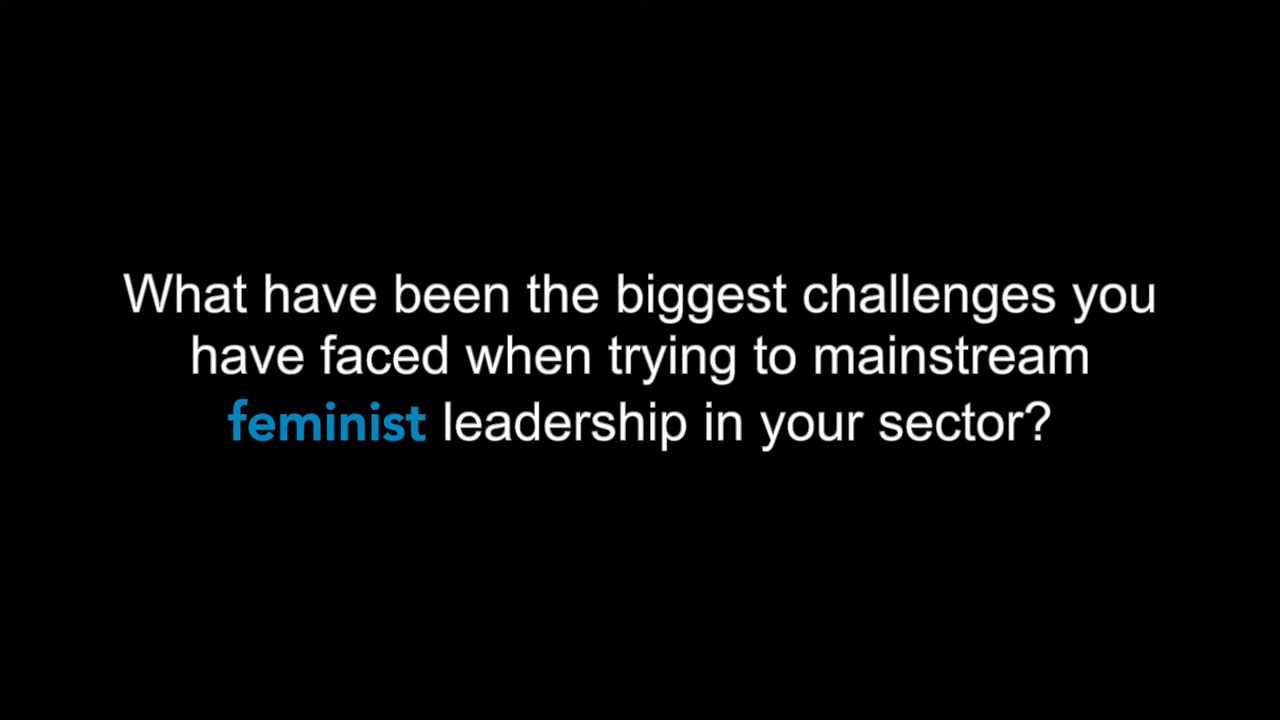 What have been the biggest challenges you
have faced when trying to mainstream
feminist leadership in your sector?